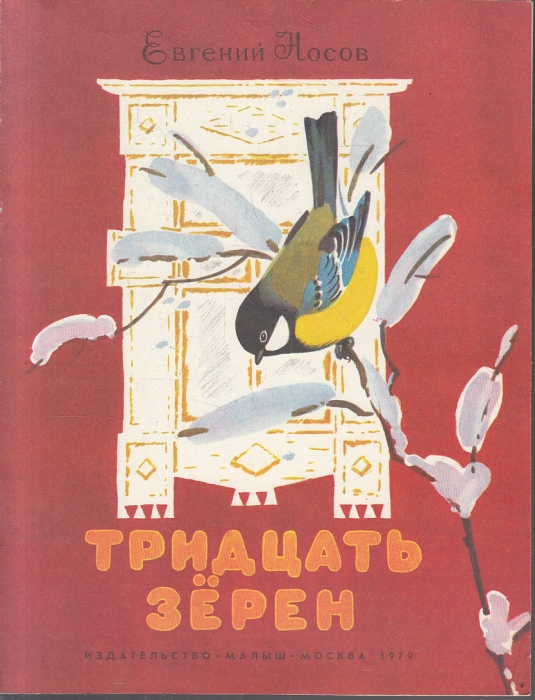 Евгений Носов
ТРИДЦАТЬ
ЗЁРЕН
ИЗДАТЕЛЬСТВО · МАЛЫШ · МОСКВА 1979